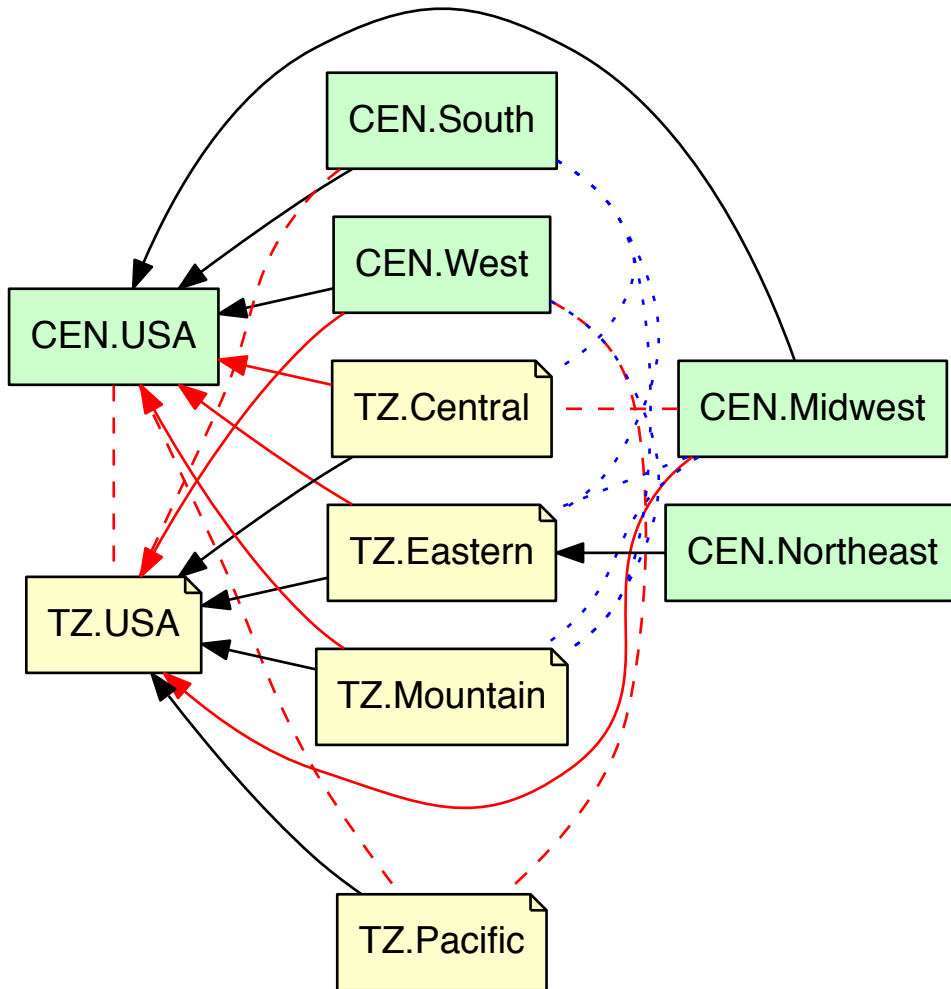 CEN.South
CEN.West
CEN.USA
TZ.Central
CEN.Midwest
TZ.Eastern
CEN.Northeast
TZ.USA
TZ.Mountain
TZ.Pacific